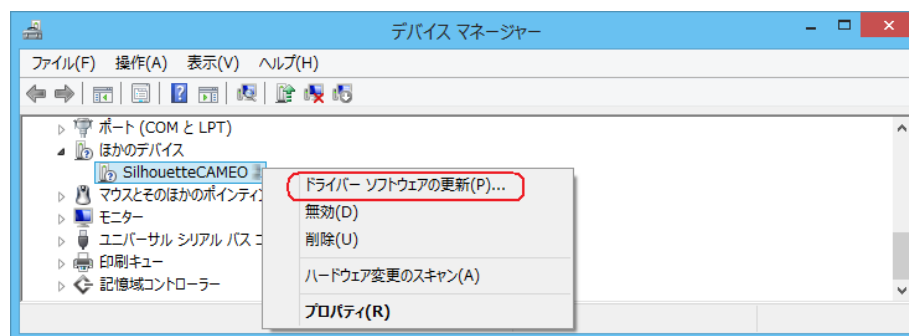 デバイス マネージャー
ファイル(F) 操作(A) 表示(V) ヘルプ(H)
ポート (COM と LPT)
ほかのデバイス
SilhouetteCAMEO
ドライバー ソフトウェアの更新(P)...
マウスとそのほかのポインティ
無効(D)
モニター
ユニバーサル シリアル バス
削除(U)
印刷キュー
ハードウェア変更のスキャン(A)
記憶域コントローラー
プロパティ(R)